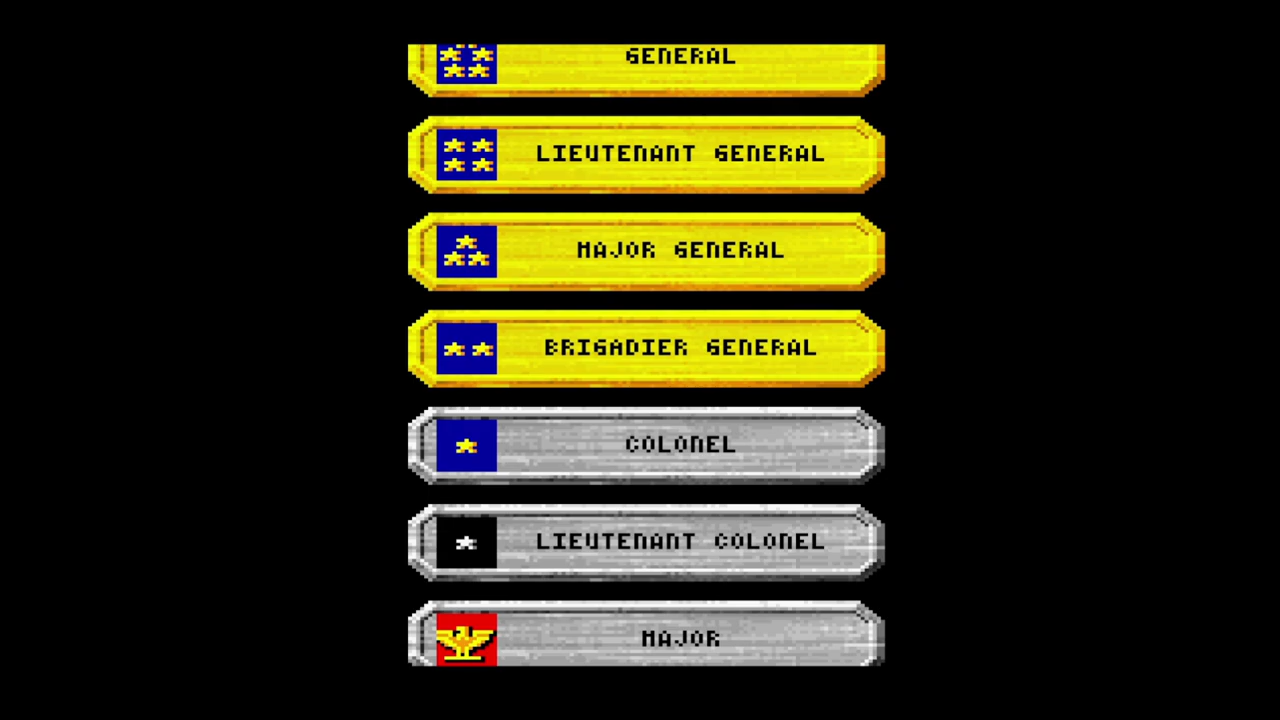 GENERAL
LIEUTENANT GENERAL
MAJOR GENERAL
BRIGADIER GENERAL
COLONEL
LIEUTENANT COLONEL
MAJOR